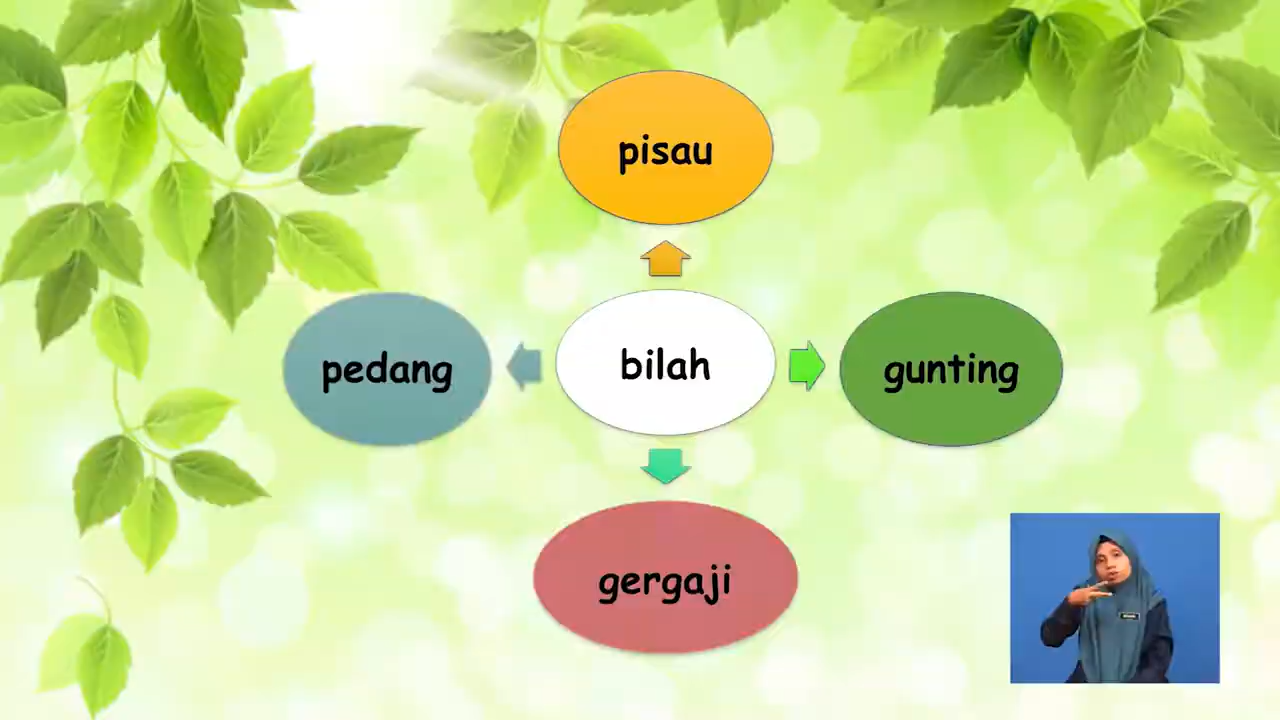 pisau
pedang
bilah
gunting
gergaji